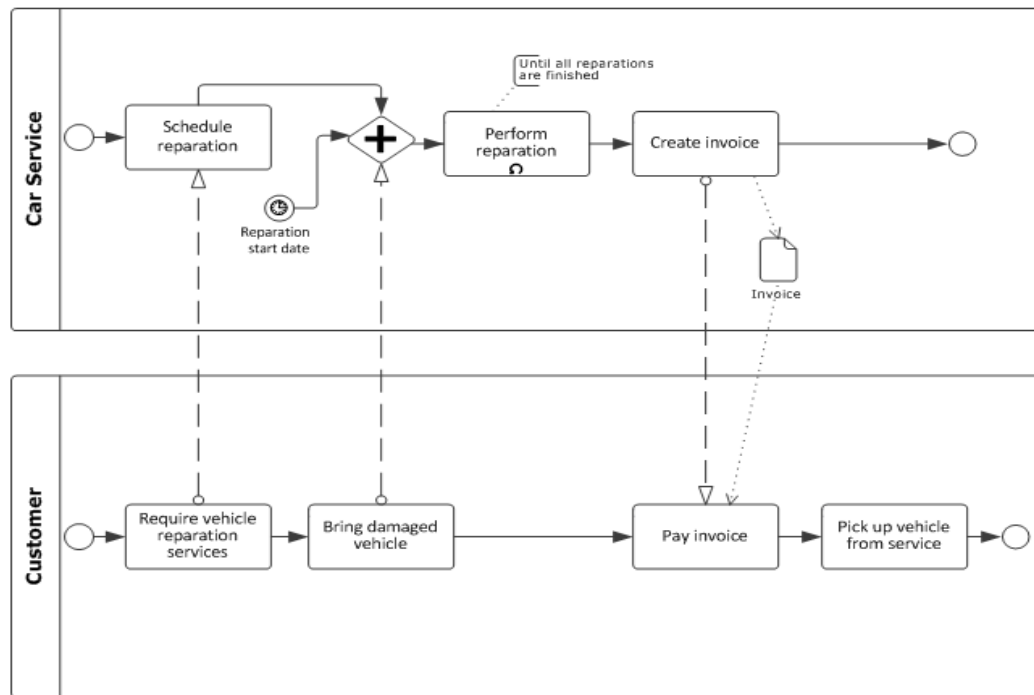 Car Service
Until all reparations
are finished
Schedule
reparation
Perform
reparation
Create invoice
Reparation
start date
Invoice
Customer
Require vehicle
reparation
services
Bring damaged
vehicle
Pay invoice
Pick up vehicle
from service